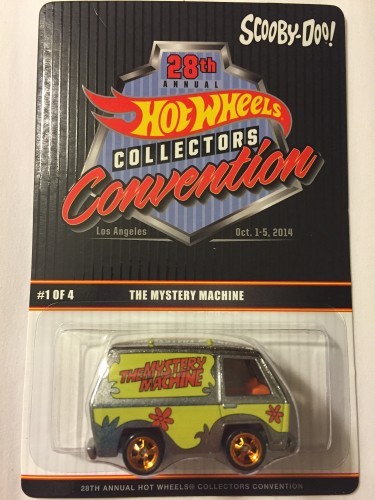 SCOOBY-DOO!
28th
ANNUAL
HOT WHEELS®
COLLECTORS
Convention
Los Angeles Oct. 1-5, 2014
#1 OF 4 THE MYSTERY MACHINE
THE MYSTERY
MACHINE
28TH ANNUAL HOT WHEELS® COLLECTORS CONVENTION